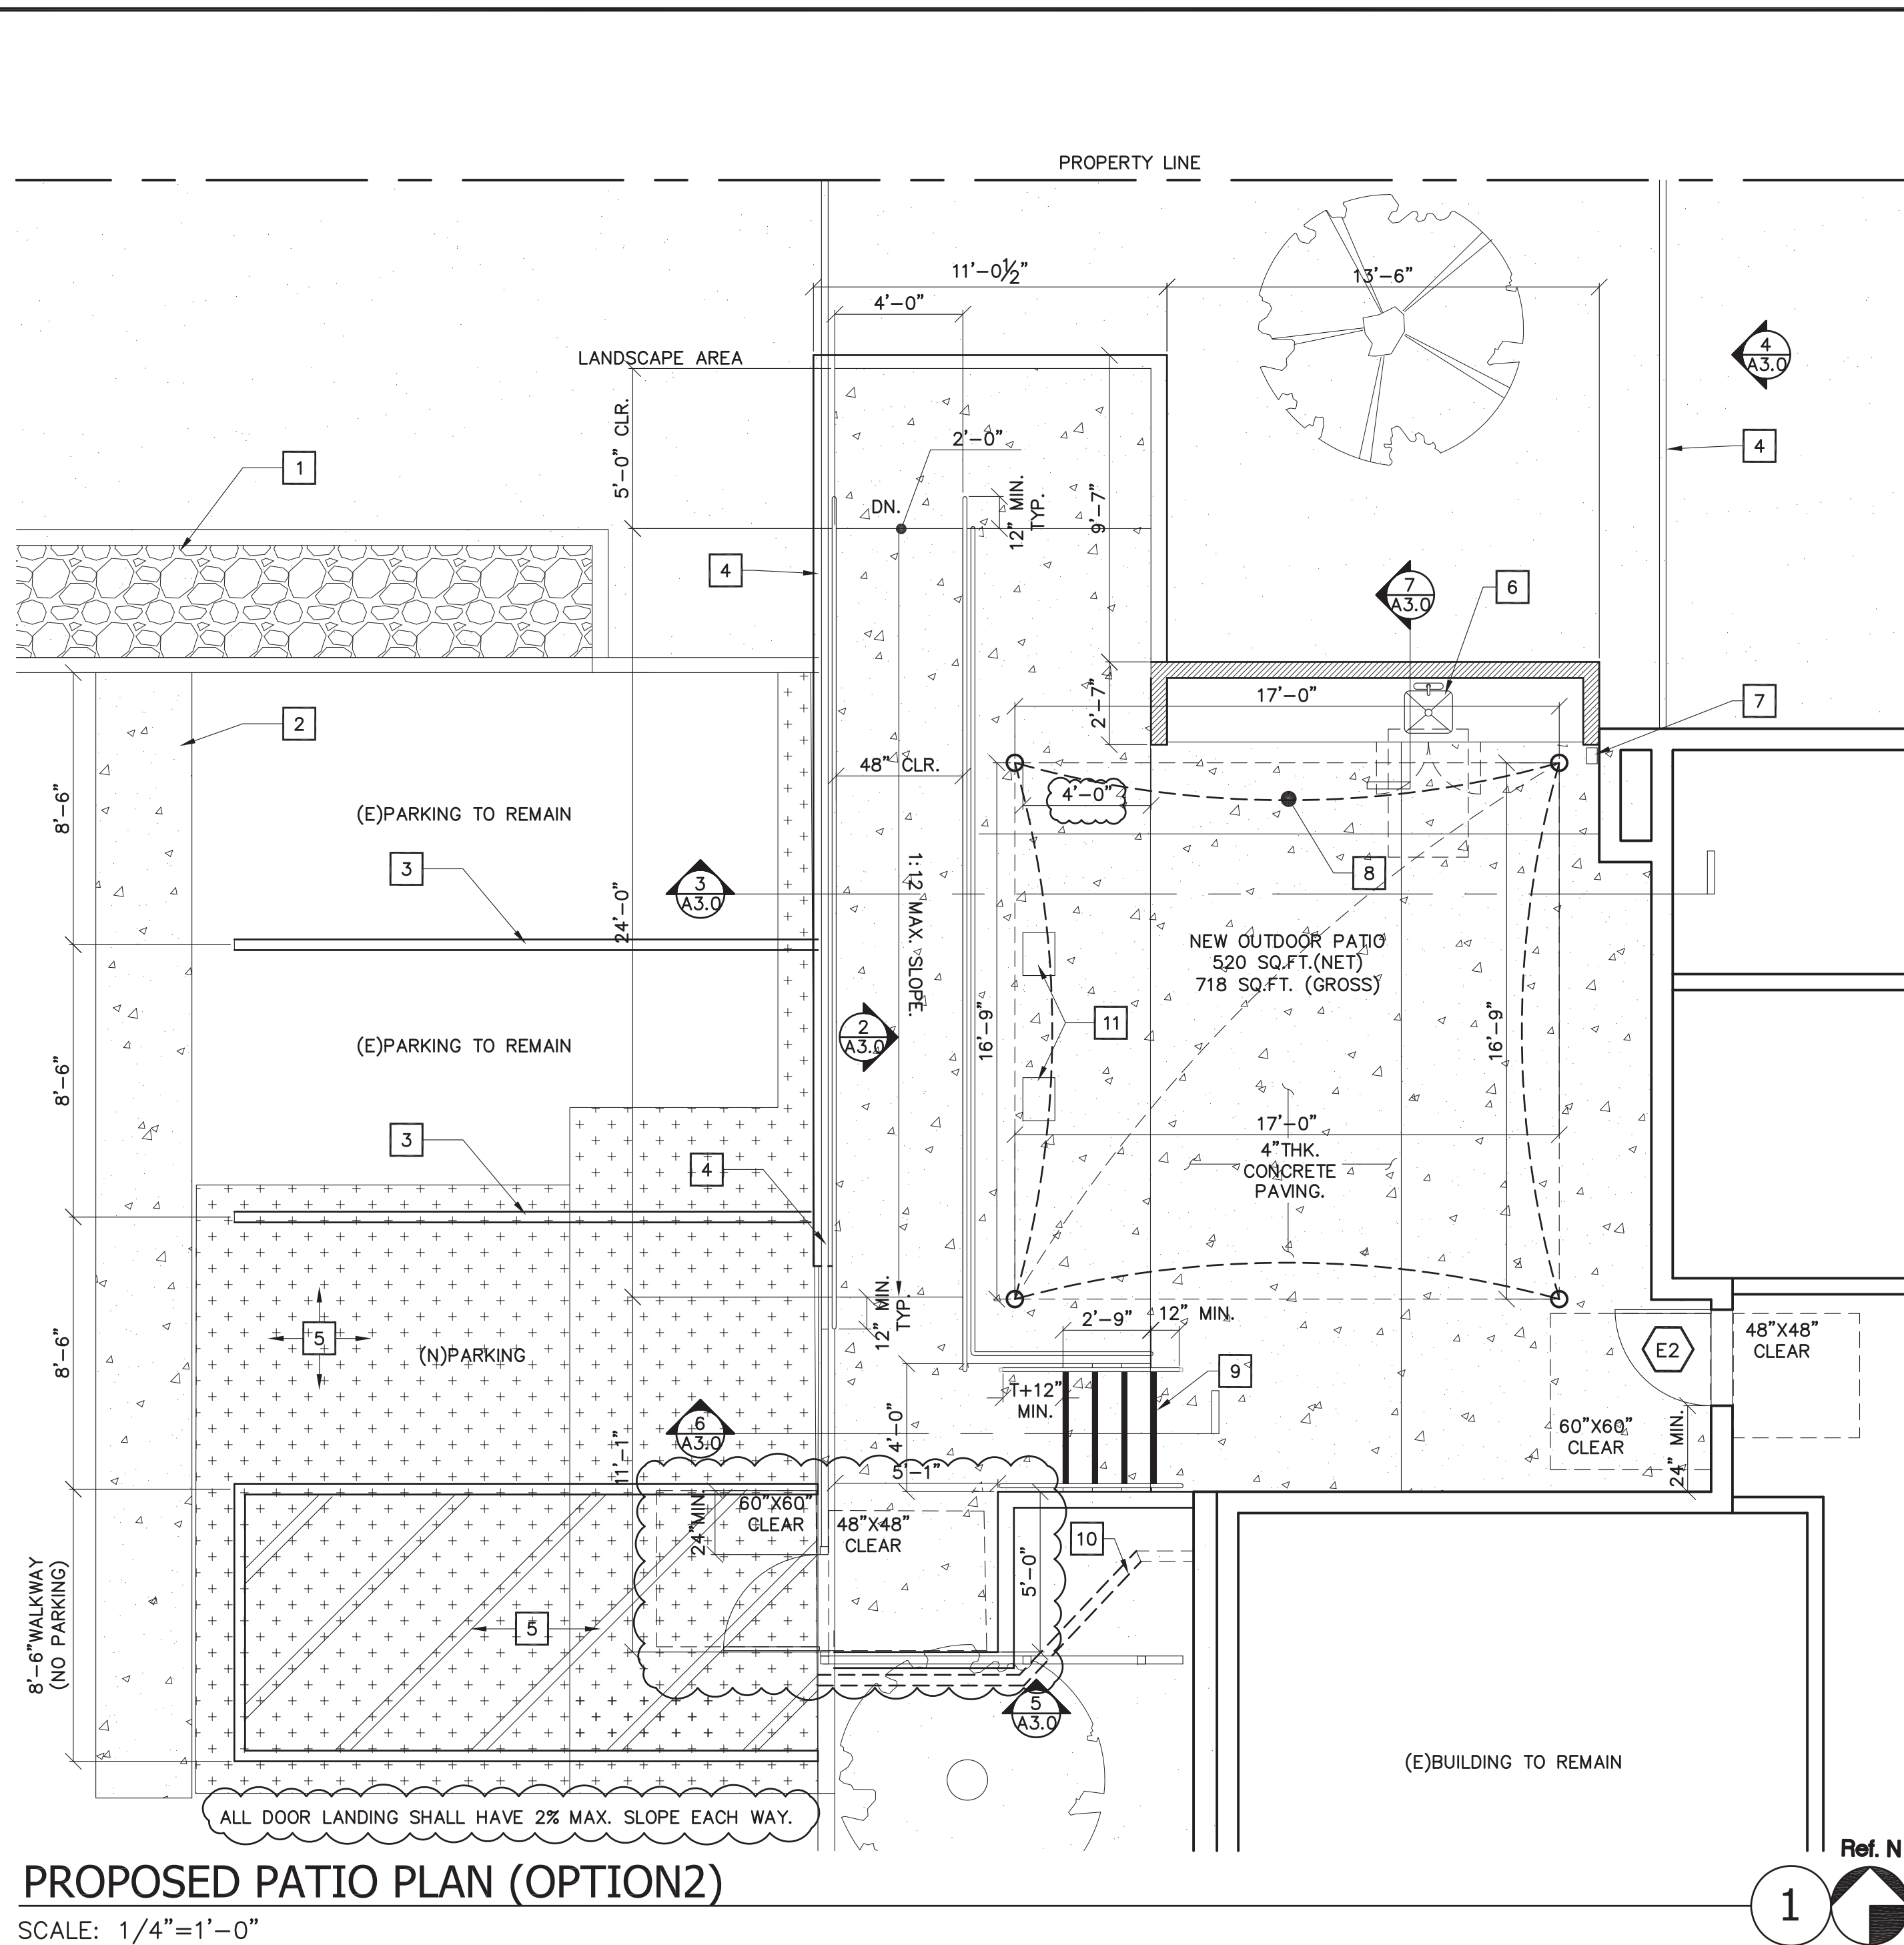 PROPERTY LINE
11'-0½"
13'-6"
4'-0"
LANDSCAPE AREA
4
A3.0
5'-0" CLR.
2'-0"
4
1
DN.
12" MIN.
TYP.
9'-7"
4
7
A3.0
6
2'-7"
17'-0"
7
2
48" CLR.
4'-0"
8'-6"
(E)PARKING TO REMAIN
3
3
A3.0
8
1:12 MAX. SLOPE.
24'-0"
NEW OUTDOOR PATIO
520 SQ.FT.(NET)
718 SQ.FT. (GROSS)
11
2
A3.0
16'-9"
16'-9"
8'-6"
(E)PARKING TO REMAIN
3
4
17'-0"
4"THK.
CONCRETE
PAVING.
12" MIN.
TYP.
2'-9"
12" MIN.
5
8'-6"
(N)PARKING
E2
48"X48"
CLEAR
9
T+12"
MIN.
6
A3.0
4'-0"
60"X60"
CLEAR
24" MIN.
11'-1"
5'-1"
24"MIN.
60"X60"
CLEAR
48"X48"
CLEAR
10
5'-0"
5
8'-6"WALKWAY
(NO PARKING)
5
A3.0
(E)BUILDING TO REMAIN
ALL DOOR LANDING SHALL HAVE 2% MAX. SLOPE EACH WAY.
Ref. N
PROPOSED PATIO PLAN (OPTION2)
1
SCALE: 1/4"=1'-0"